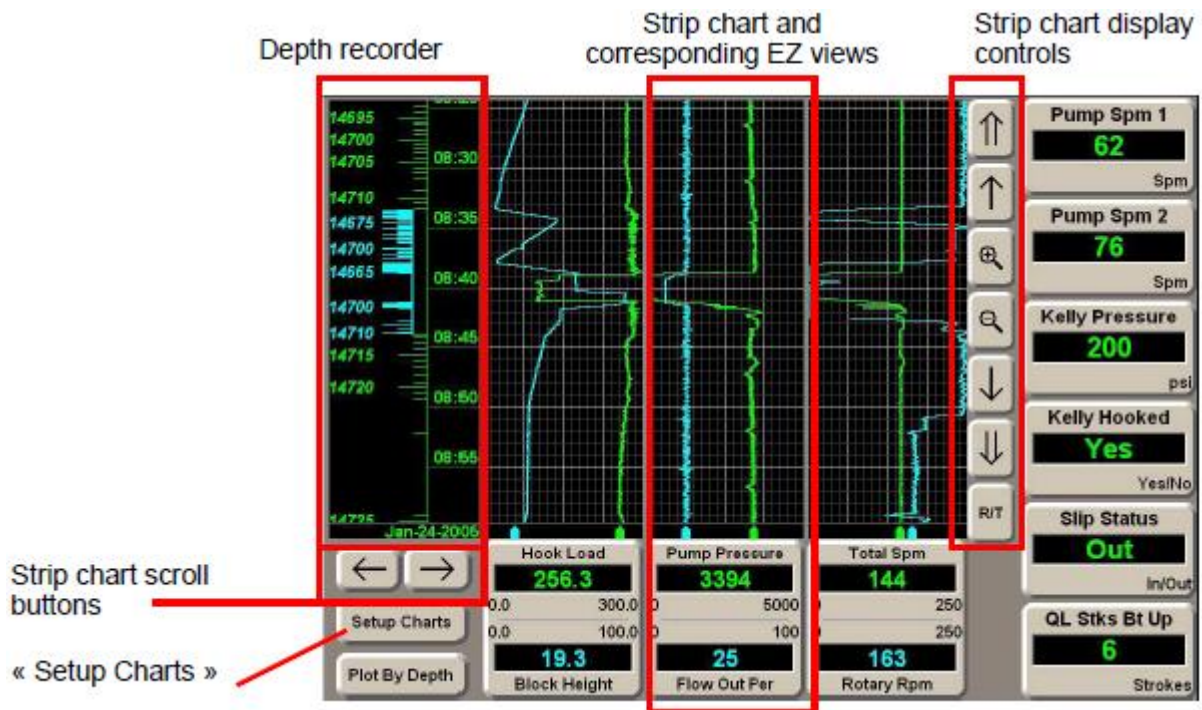 Depth recorder
Strip chart and
corresponding EZ views
Strip chart display
controls
14695
14700
14705
14710
14575
14700
14665
14700
14710
14715
14720
14725
08:30
08:35
08:40
08:45
08:50
08:55
Jan-24-2005
R/T
Pump Spm 1
62
Spm
Pump Spm 2
76
Spm
Kelly Pressure
200
psi
Kelly Hooked
Yes
Yes/No
Slip Status
Out
In/Out
QL Stks Bt Up
6
Strokes
Hook Load
256.3
0.0 300.0
0.0 100.0
19.3
Block Height
Pump Pressure
3394
0 5000
0 100
25
Flow Out Per
Total Spm
144
250
250
163
Rotary Rpm
Strip chart scroll
buttons
Setup Charts
« Setup Charts »
Plot By Depth